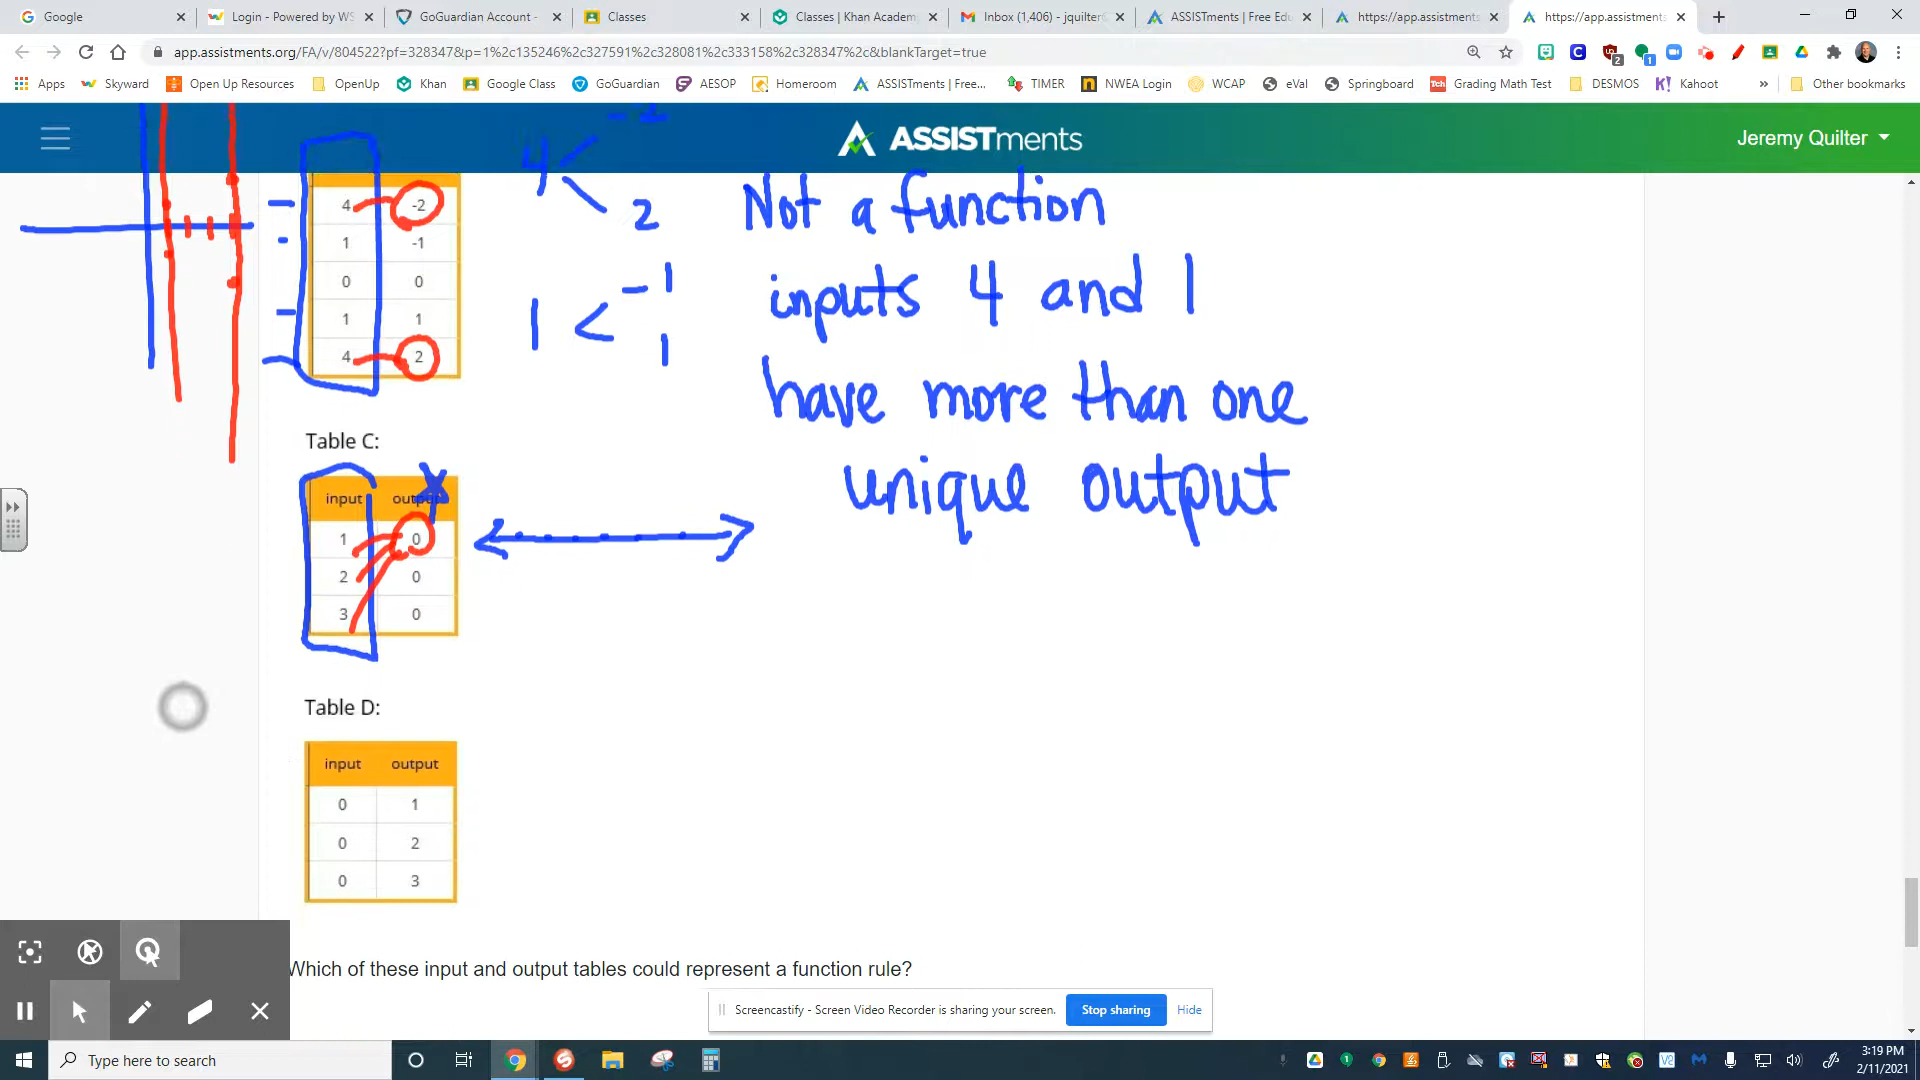 Google
Login - Powered by WS
GoGuardian Account -
Classes
Classes | Khan Academ
Inbox (1,406) - jquilter@
ASSISTments | Free Edu
https://app.assistments
https://app.assistments
app.assistments.org/FA/v/804522?pf=328347&p=1%2c135246%2c327591%2c328081%2c333158%2c328347%2c&blankTarget=true
Apps
Skyward
Open Up Resources
OpenUp
Khan
Google Class
GoGuardian
AESOP
Homeroom
ASSISTments | Free...
TIMER
NWEA Login
WCAP
eVal
Springboard
Grading Math Test
DESMOS
Kahoot
»
Other bookmarks
ASSISTments
Jeremy Quilter
4 -2
1 -1
0 0
1 1
4 2
4 < -2
2
1 < -1
1
Not a function
inputs 4 and 1
have more than one
unique output
Table C:
input output
1 0
2 0
3 0
Table D:
input output
0 1
0 2
0 3
Which of these input and output tables could represent a function rule?
Screencastify - Screen Video Recorder is sharing your screen.
Stop sharing
Hide
Type here to search
3:19 PM
2/11/2021